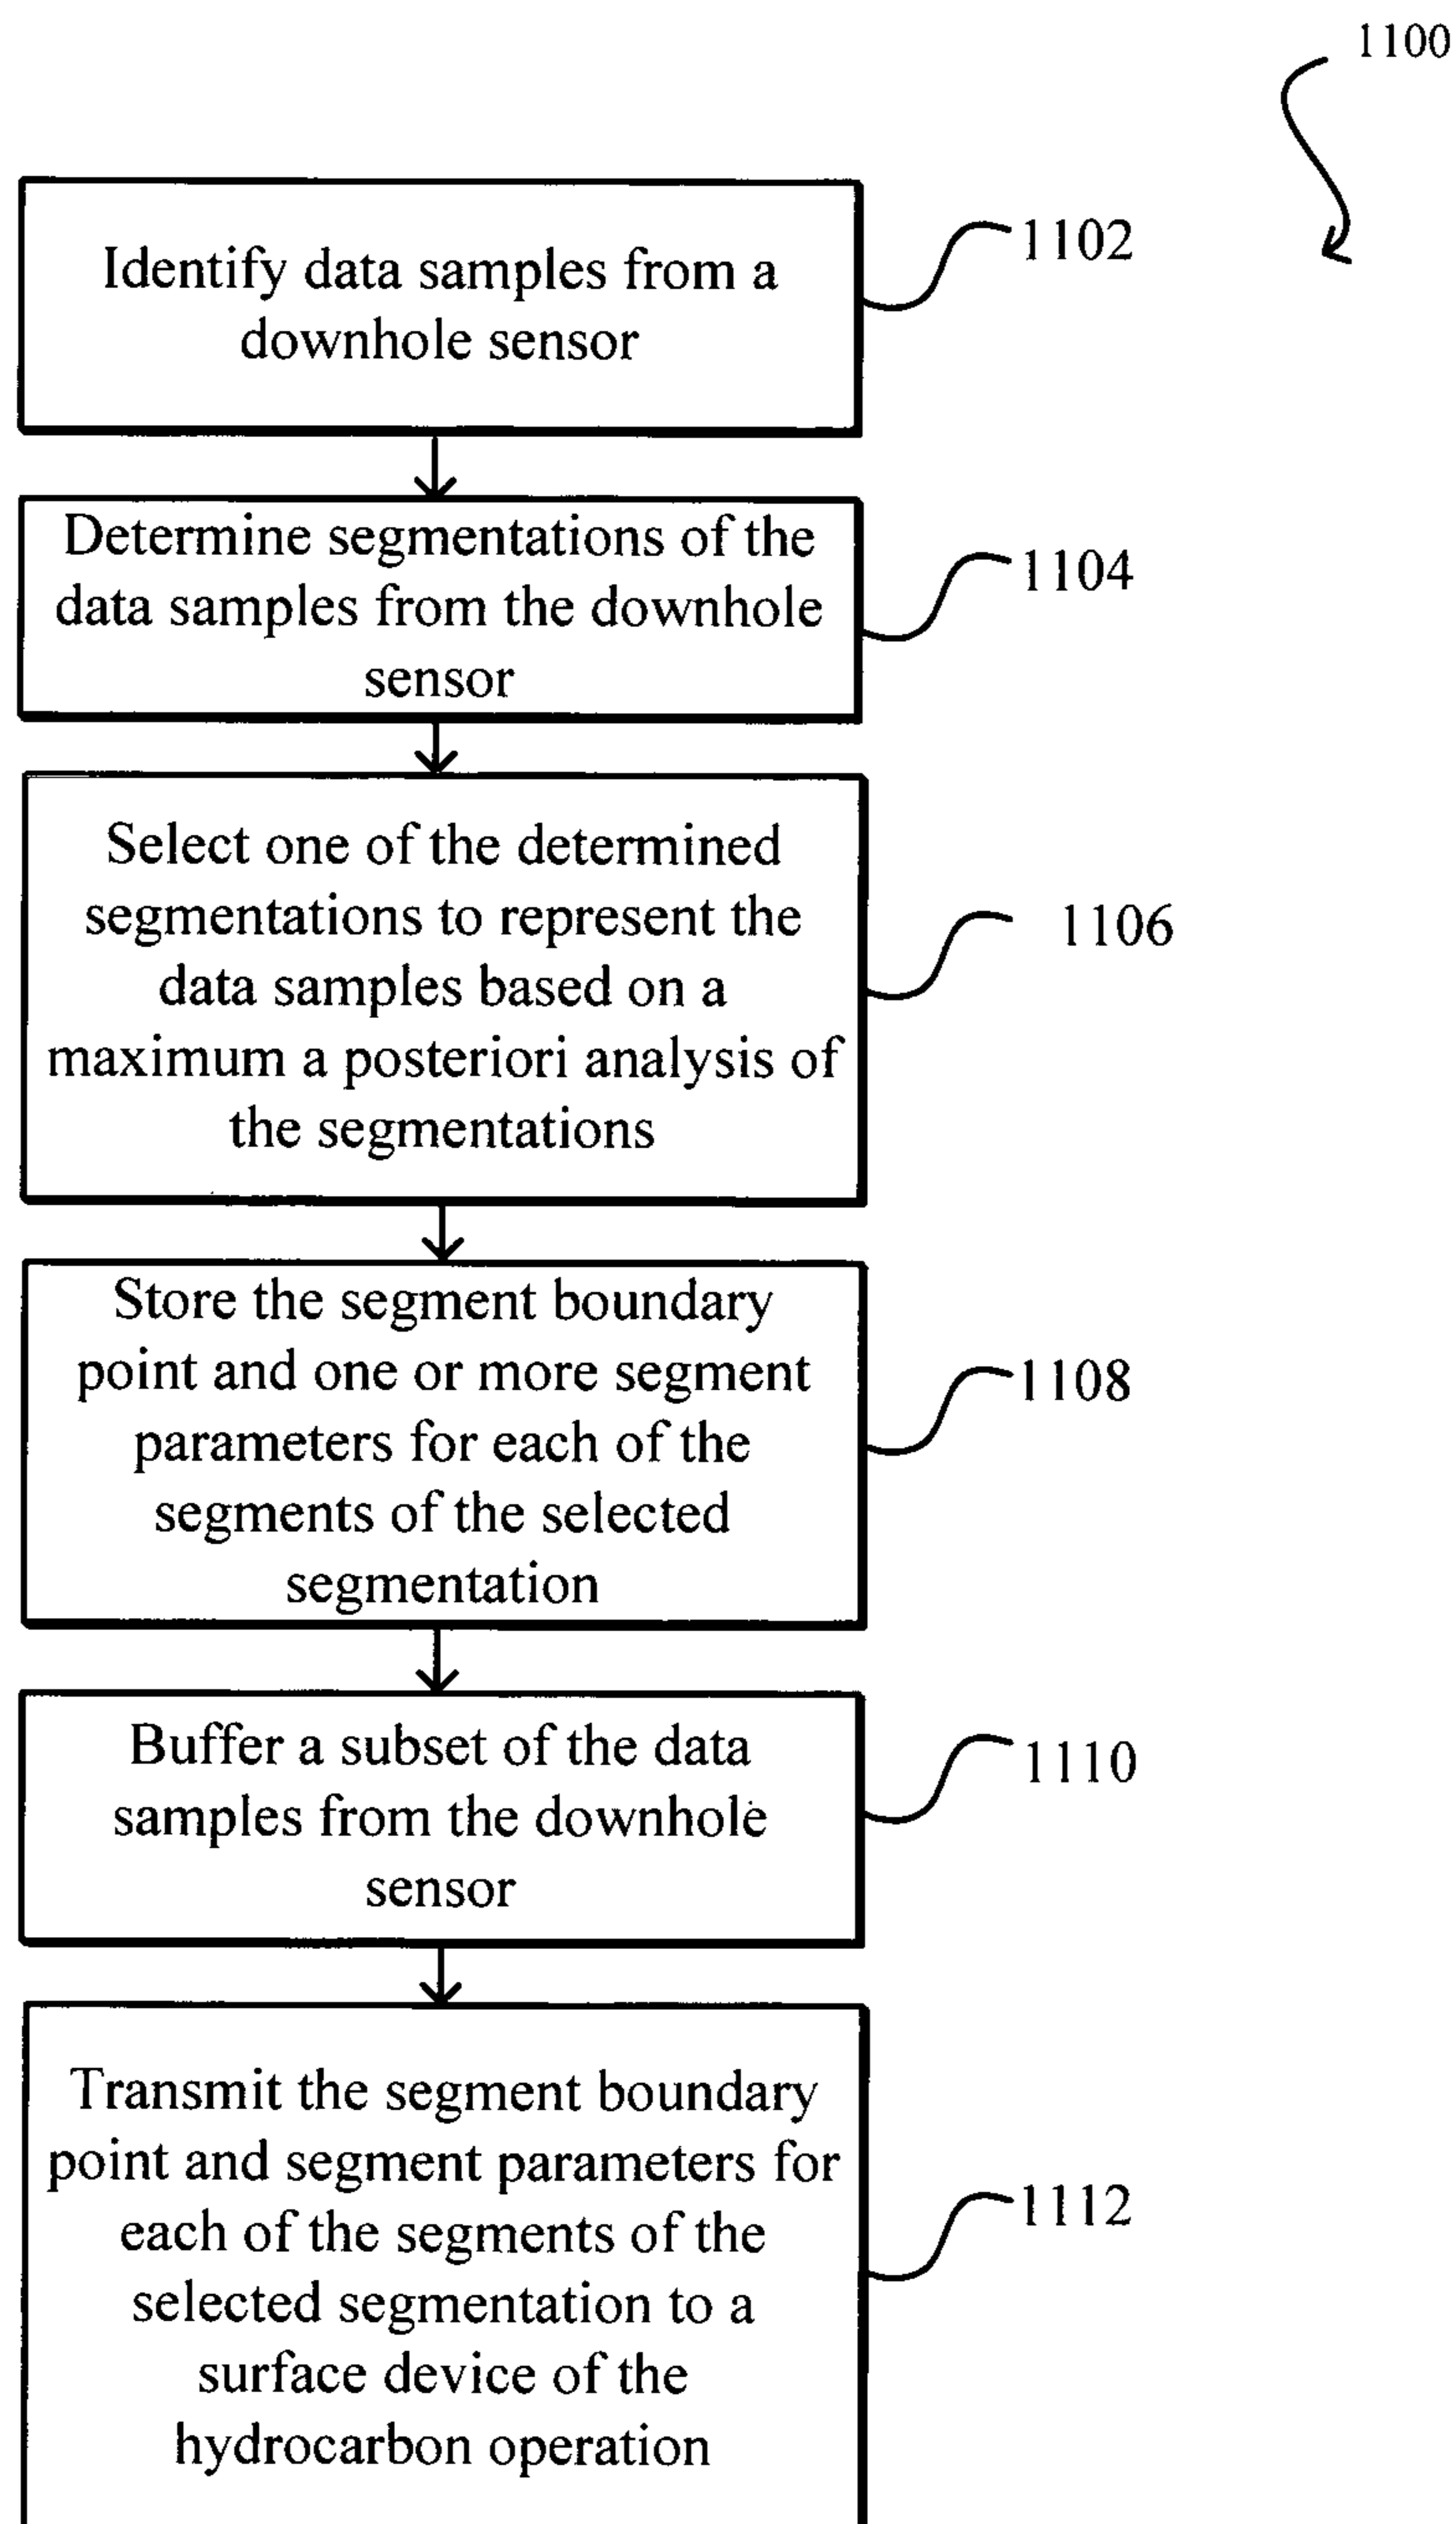 1100
Identify data samples from a
downhole sensor
1102
Determine segmentations of the
data samples from the downhole
sensor
1104
Select one of the determined
segmentations to represent the
data samples based on a
maximum a posteriori analysis of
the segmentations
1106
Store the segment boundary
point and one or more segment
parameters for each of the
segments of the selected
segmentation
1108
Buffer a subset of the data
samples from the downhole
sensor
1110
Transmit the segment boundary
point and segment parameters for
each of the segments of the
selected segmentation to a
surface device of the
hydrocarbon operation
1112